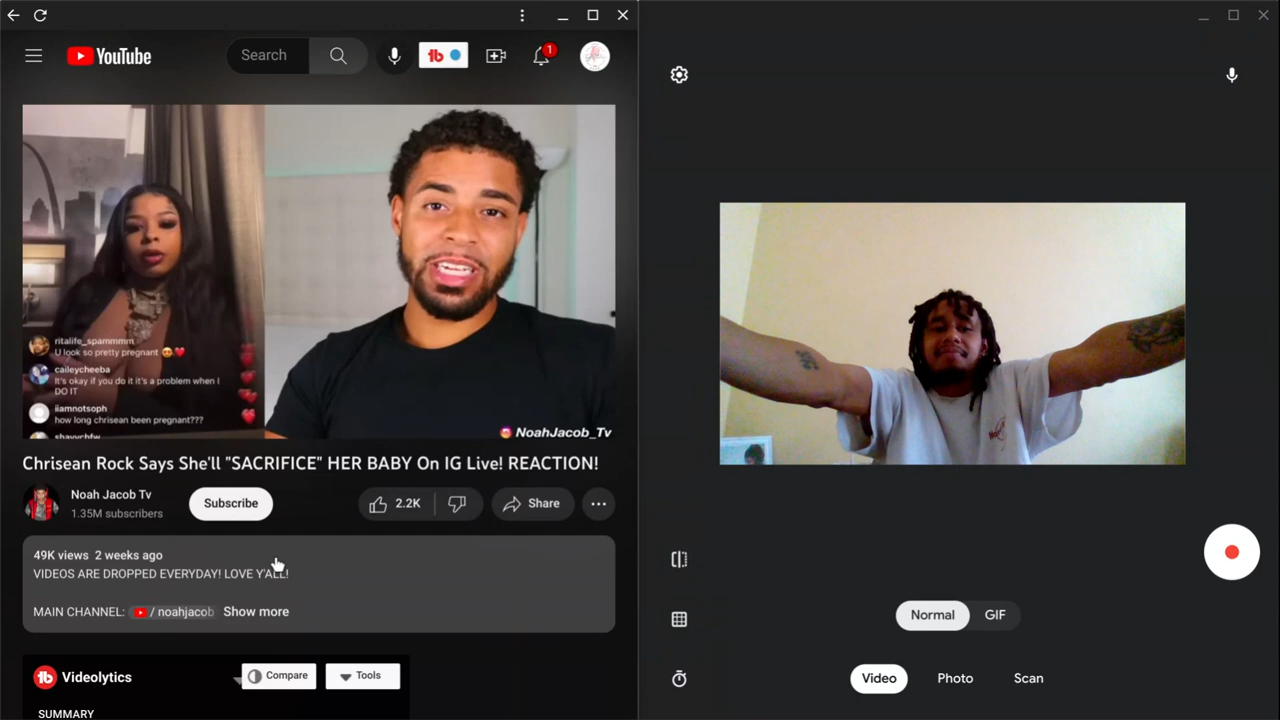 YouTube
Search
1
ritalife_spammmm
U look so pretty pregnant 😍❤️
caileycheeba
It's okay if you do it it's a problem when I
DO IT
iiamnotsoph
how long chrisean been pregnant???
NoahJacob_Tv
Chrisean Rock Says She'll "SACRIFICE" HER BABY On IG Live! REACTION!
Noah Jacob Tv
1.35M subscribers
Subscribe
2.2K
Share
49K views 2 weeks ago
VIDEOS ARE DROPPED EVERYDAY! LOVE Y'ALL!
MAIN CHANNEL: / noahjacob Show more
Videolytics
Compare
Tools
SUMMARY
Normal
GIF
Video
Photo
Scan